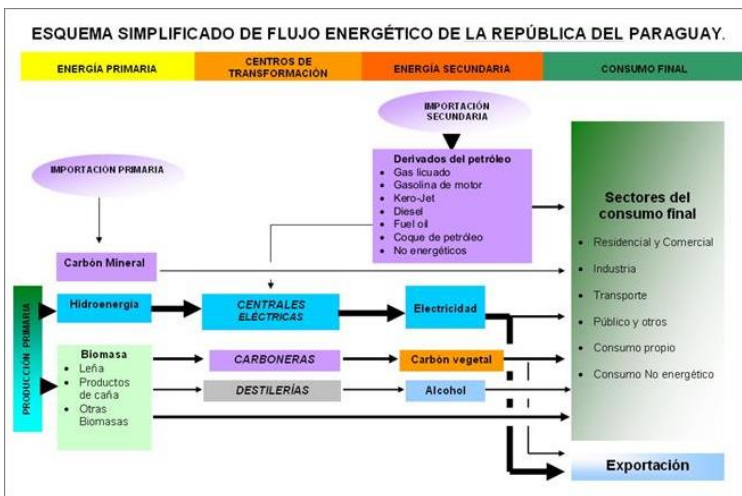 ESQUEMA SIMPLIFICADO DE FLUJO ENERGÉTICO DE LA REPÚBLICA DEL PARAGUAY.
ENERGÍA PRIMARIA
CENTROS DE
TRANSFORMACIÓN
ENERGÍA SECUNDARIA
CONSUMO FINAL
IMPORTACIÓN
SECUNDARIA
IMPORTACIÓN PRIMARIA
Derivados del petróleo
• Gas licuado
• Gasolina de motor
• Kero-Jet
• Diesel
• Fuel oil
• Coque de petróleo
• No energéticos
Carbón Mineral
PRODUCCIÓN PRIMARIA
Hidroenergía
CENTRALES
ELÉCTRICAS
Electricidad
Biomasa
• Leña
• Productos
de caña
• Otras
Biomasas
CARBONERAS
Carbón vegetal
DESTILERÍAS
Alcohol
Sectores del
consumo final
• Residencial y Comercial
• Industria
• Transporte
• Público y otros
• Consumo propio
• Consumo No energético
Exportación